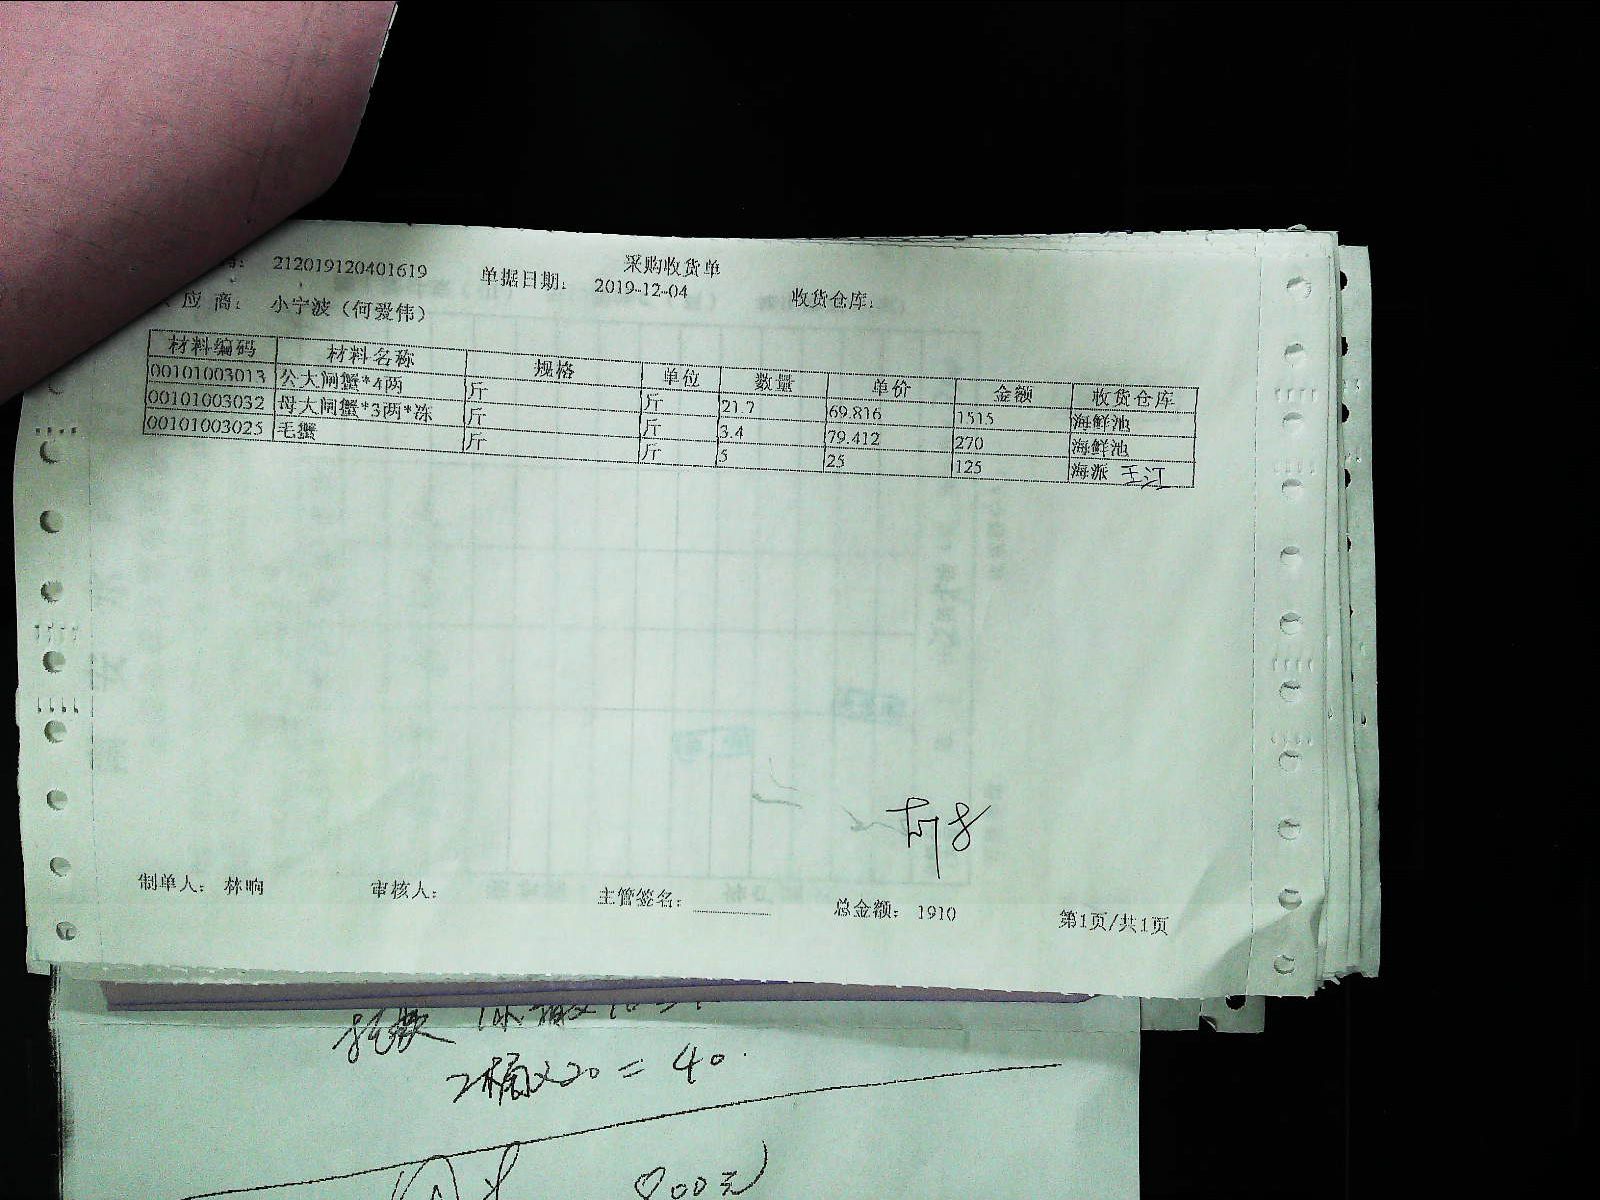 采购收货单
212019120401619 单据日期： 2019-12-04 收货仓库：
应 商： 小宁波（何爱伟）
材料编码 材料名称 规格 单位 数量 单价 金额 收货仓库
00101003013 公大闸蟹*4两 斤 斤 21.7 69.816 1515 海鲜池
00101003032 母大闸蟹*3两*冻 斤 斤 3.4 79.412 270 海鲜池
00101003025 毛蟹 斤 斤 5 25 125 海派 王江
制单人： 林晌 审核人： 主管签名： 总金额： 1910 第1页/共1页
2桶×20 = 40
00元